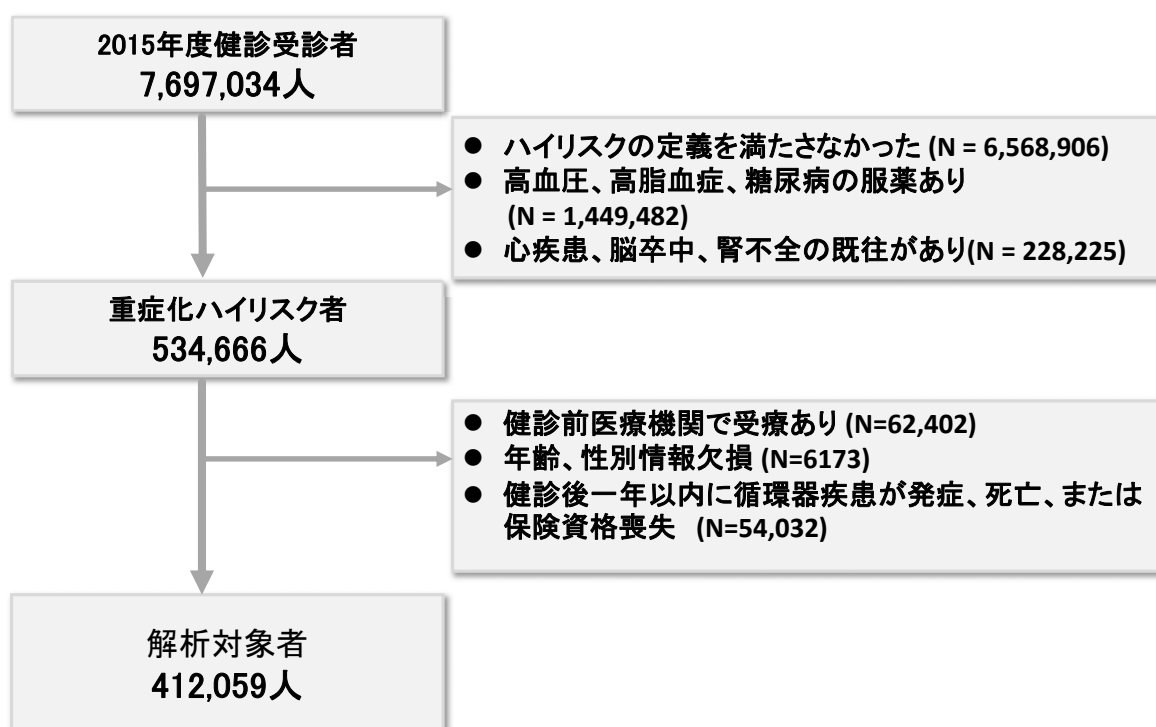 2015年度健診受診者
7,697,034人
● ハイリスクの定義を満たさなかった (N = 6,568,906)
● 高血圧、高脂血症、糖尿病の服薬あり
(N = 1,449,482)
● 心疾患、脳卒中、腎不全の既往があり(N = 228,225)
重症化ハイリスク者
534,666人
● 健診前医療機関で受療あり (N=62,402)
● 年齢、性別情報欠損 (N=6173)
● 健診後一年以内に循環器疾患が発症、死亡、または
保険資格喪失 (N=54,032)
解析対象者
412,059人